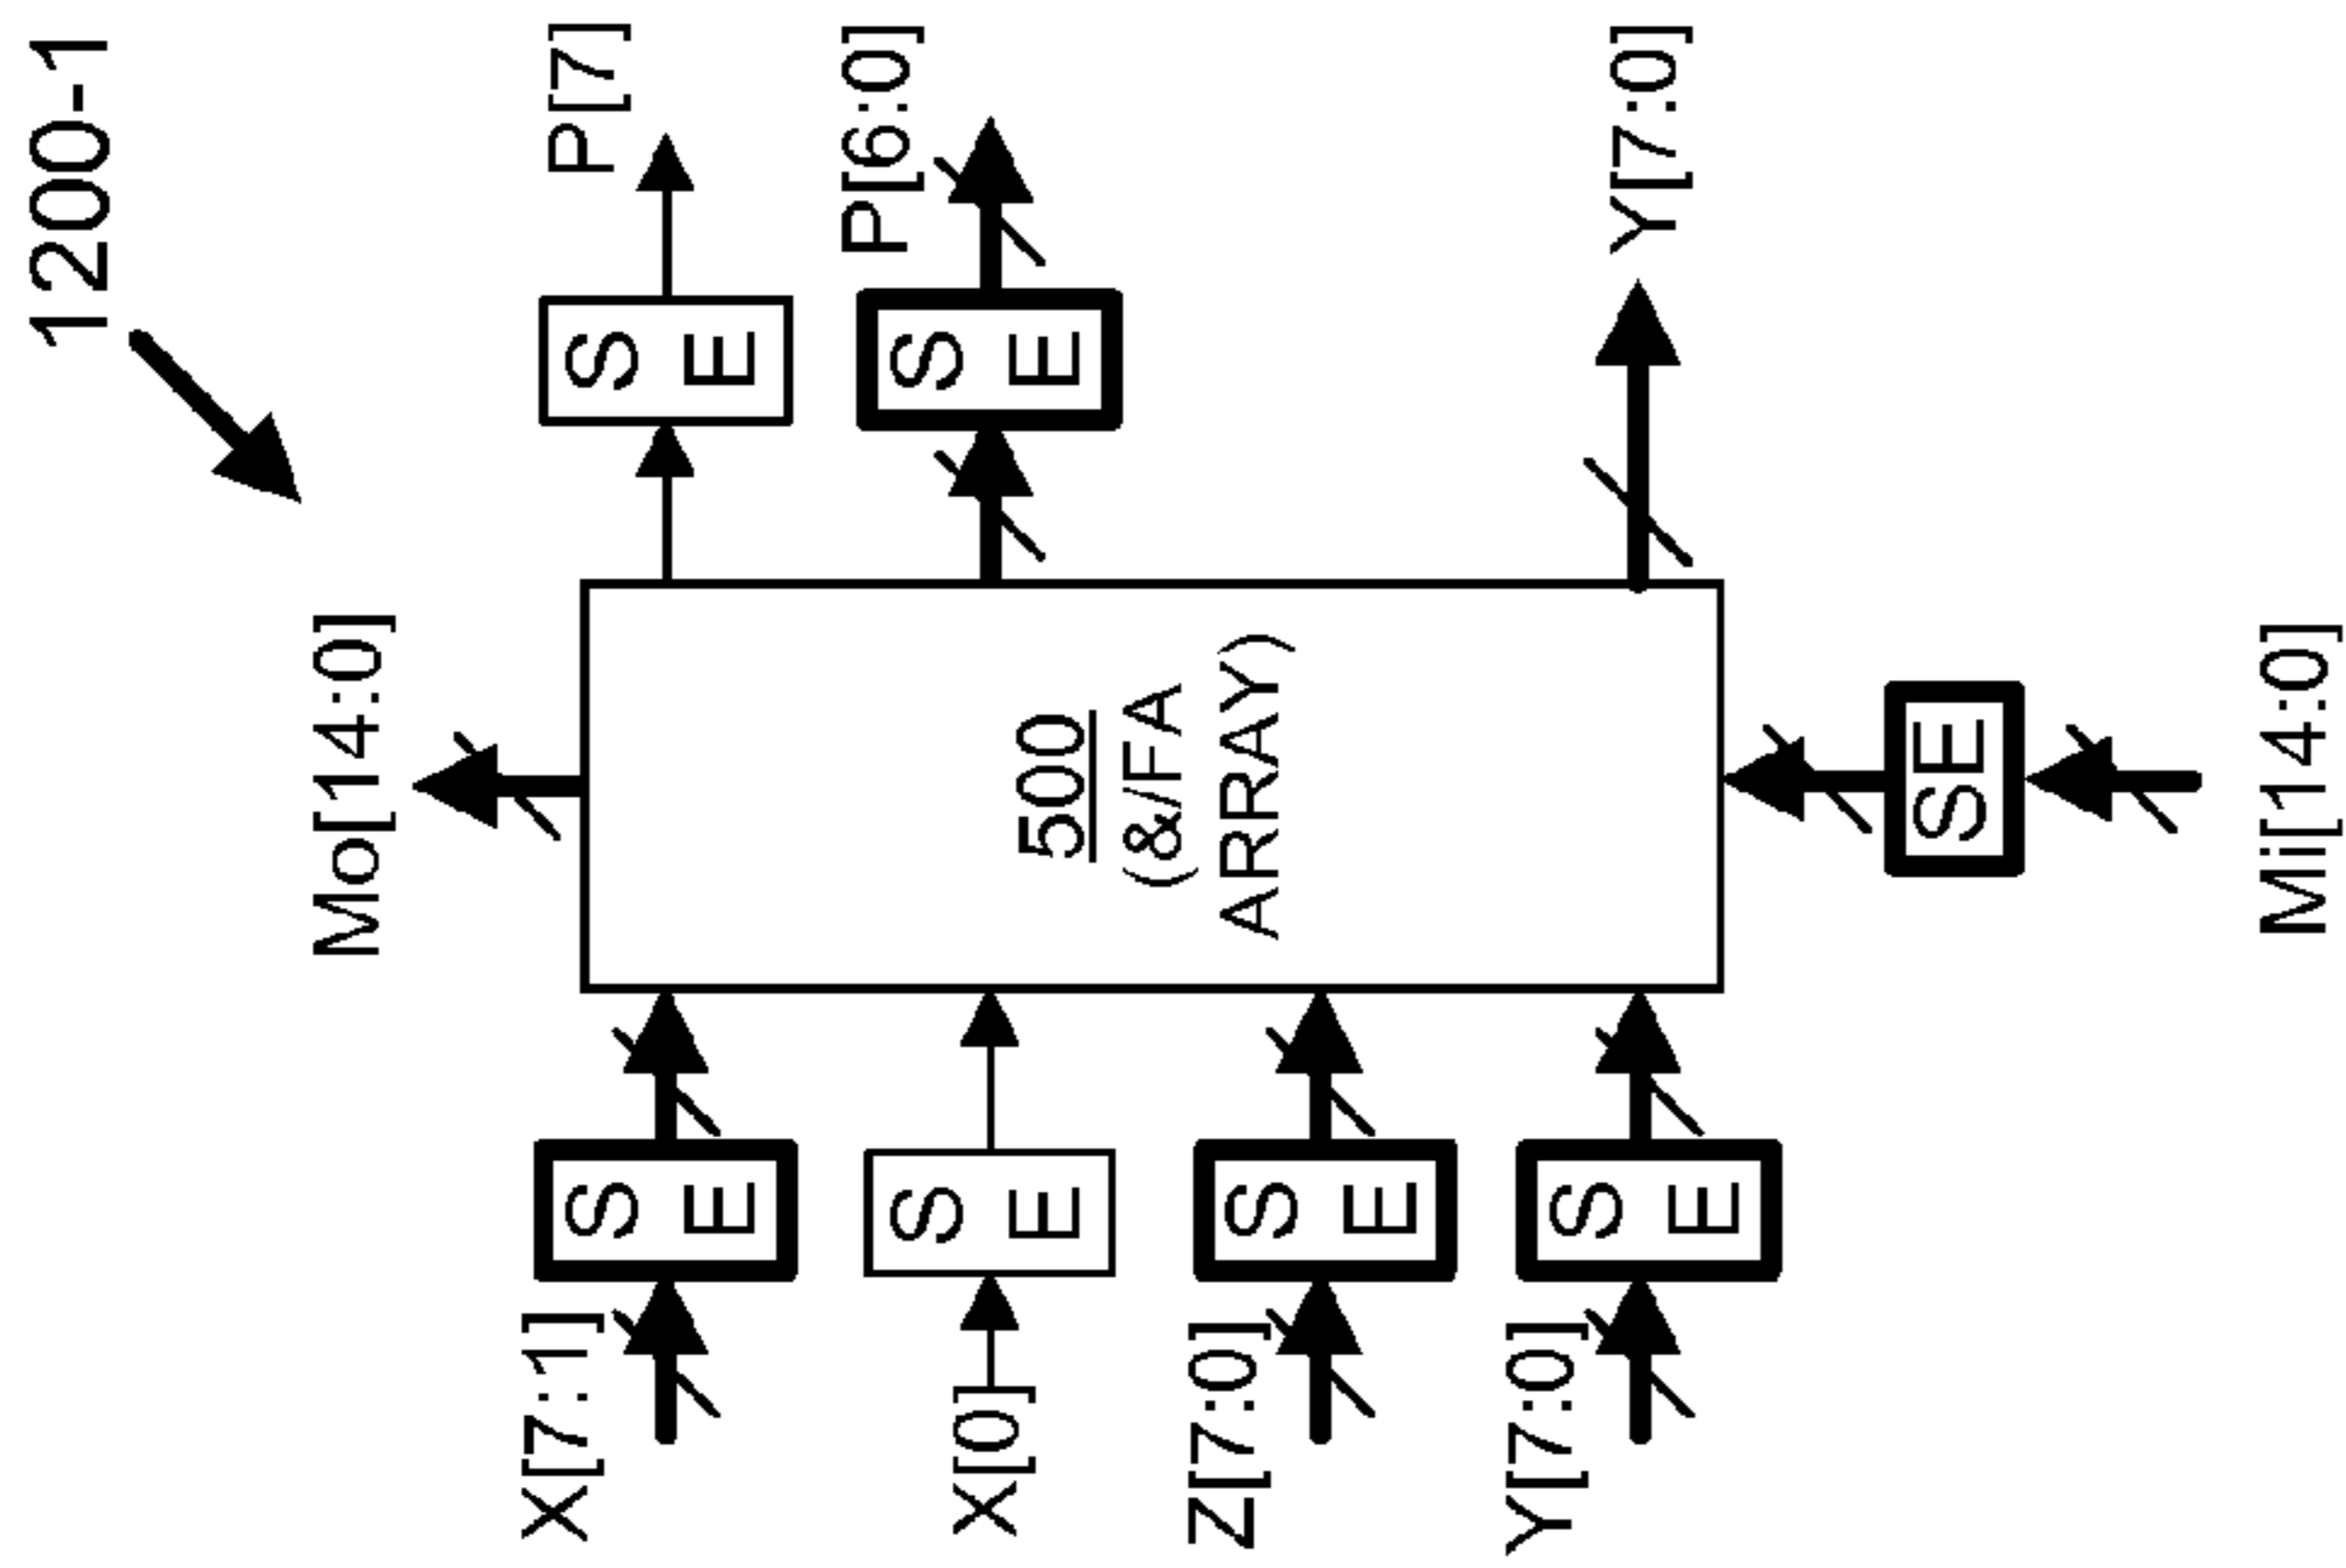 1200-1
Mo[14:0]
X[7:1]
S
E
S
E
P[7]
X[0]
S
E
S
E
P[6:0]
500
(&/FA
ARRAY)
Z[7:0]
S
E
Y[7:0]
S
E
Y[7:0]
SE
Mi[14:0]